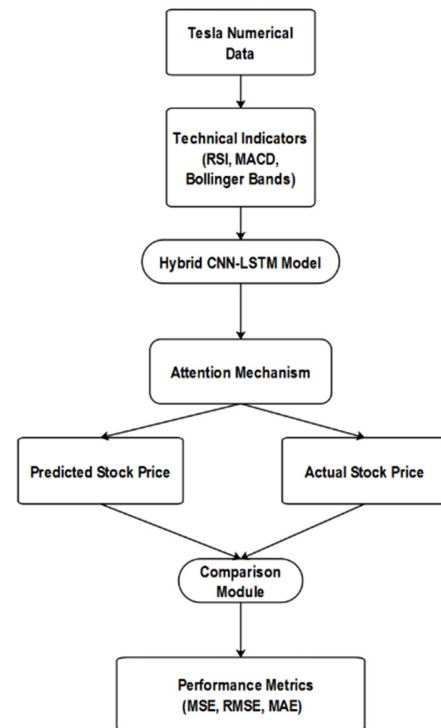 Tesla Numerical
Data
Technical Indicators
(RSI, MACD,
Bollinger Bands)
Hybrid CNN-LSTM Model
Attention Mechanism
Predicted Stock Price
Actual Stock Price
Comparison
Module
Performance Metrics
(MSE, RMSE, MAE)